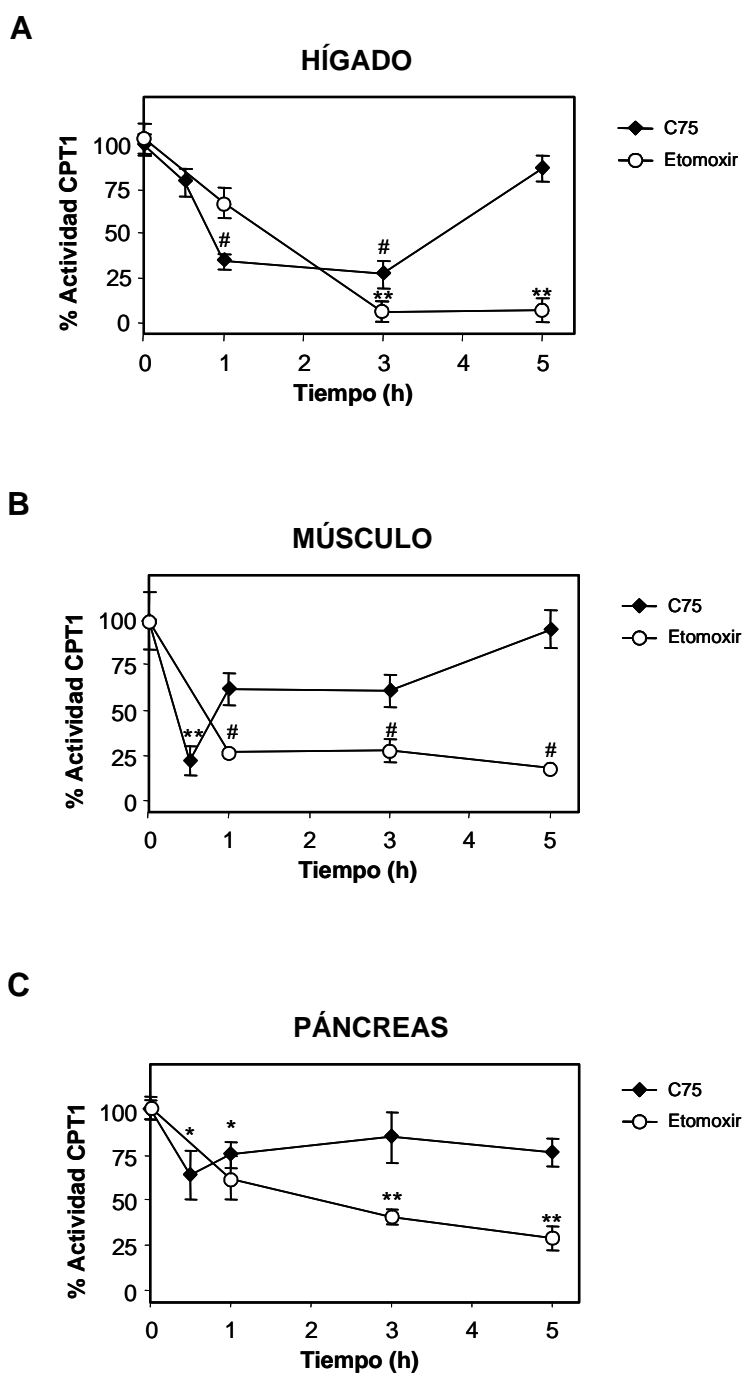 A
HÍGADO
C75
Etomoxir
% Actividad CPT1
100
75
50
25
0
#
#
**
**
0 1 2 3 4 5
Tiempo (h)
B
MÚSCULO
C75
Etomoxir
% Actividad CPT1
100
75
50
25
0
**
#
#
#
0 1 2 3 4 5
Tiempo (h)
C
PÁNCREAS
C75
Etomoxir
% Actividad CPT1
100
75
50
25
0
*
*
**
**
0 1 2 3 4 5
Tiempo (h)